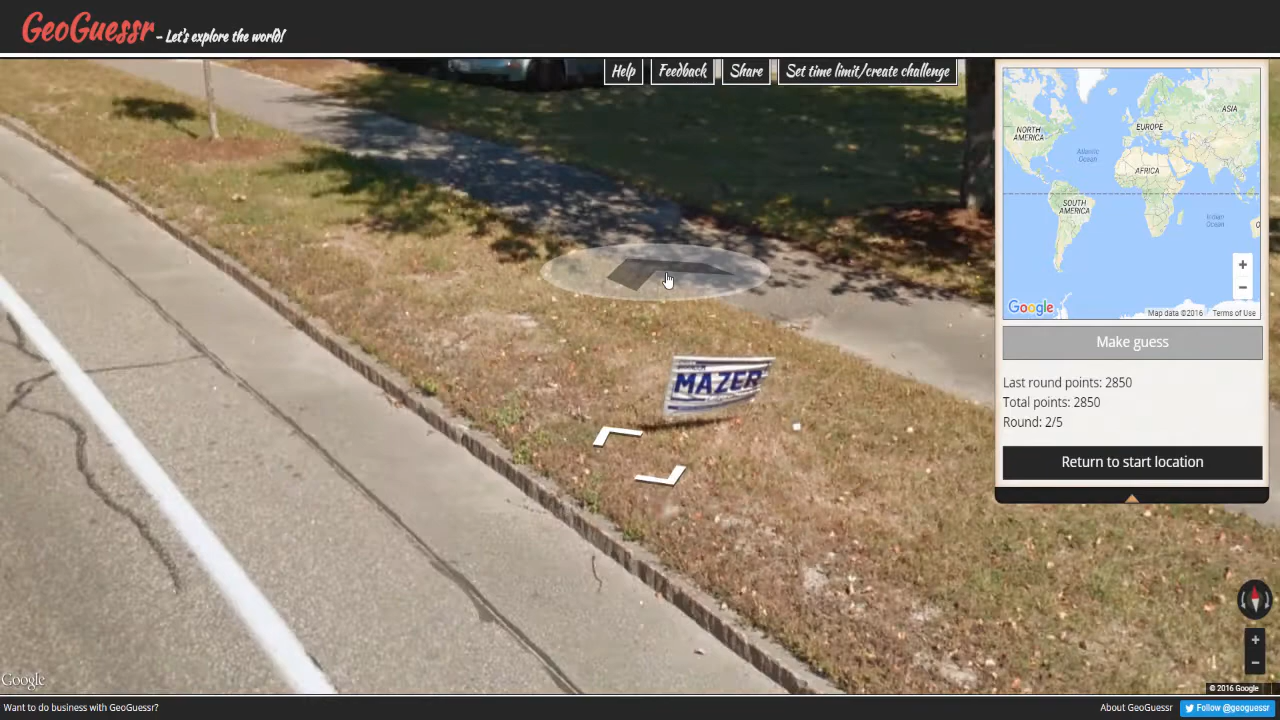 GeoGuessr – Let's explore the world!
Help
Feedback
Share
Set time limit/create challenge
NORTH AMERICA
EUROPE
ASIA
Atlantic Ocean
AFRICA
SOUTH AMERICA
Indian Ocean
O
Google
Map data ©2016
Terms of Use
+
−
Make guess
Last round points: 2850
Total points: 2850
Round: 2/5
Return to start location
MAZER
+
−
Google
© 2016 Google
Want to do business with GeoGuessr?
About GeoGuessr
Follow @geoguessr